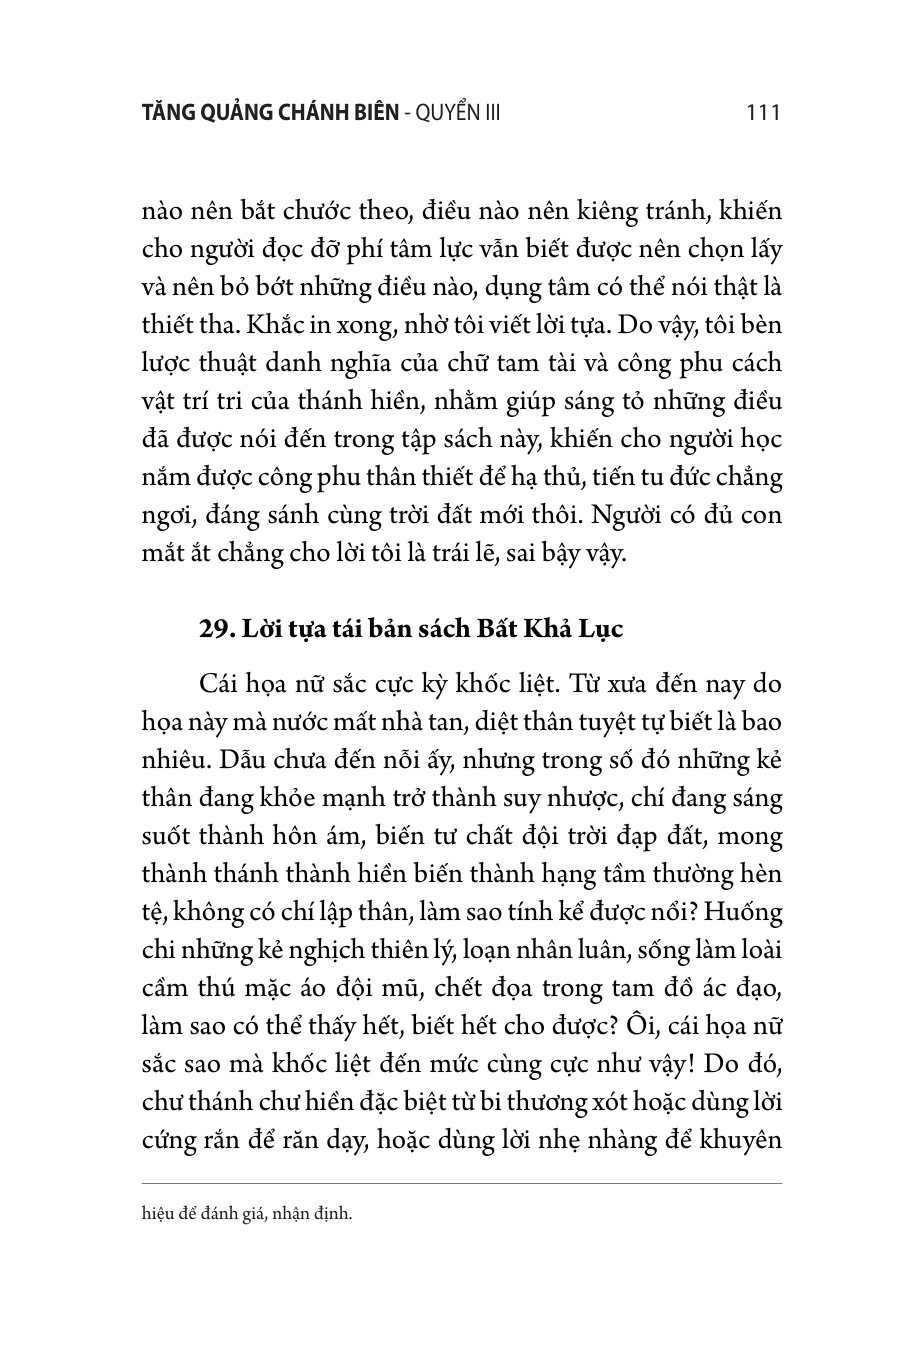 TĂNG QUẢNG CHÁNH BIÊN - QUYỂN III 111
nào nên bắt chước theo, điều nào nên kiêng tránh, khiến
cho người đọc đỡ phí tâm lực vẫn biết được nên chọn lấy
và nên bỏ bớt những điều nào, dụng tâm có thể nói thật là
thiết tha. Khắc in xong, nhờ tôi viết lời tựa. Do vậy, tôi bèn
lược thuật danh nghĩa của chữ tam tài và công phu cách
vật trí tri của thánh hiền, nhằm giúp sáng tỏ những điều
đã được nói đến trong tập sách này, khiến cho người học
nắm được công phu thân thiết để hạ thủ, tiến tu đức chẳng
ngơi, đáng sánh cùng trời đất mới thôi. Người có đủ con
mắt ắt chẳng cho lời tôi là trái lẽ, sai bậy vậy.
29. Lời tựa tái bản sách Bất Khả Lục
Cái họa nữ sắc cực kỳ khốc liệt. Từ xưa đến nay do
họa này mà nước mất nhà tan, diệt thân tuyệt tự biết là bao
nhiêu. Dẫu chưa đến nỗi ấy, nhưng trong số đó những kẻ
thân đang khỏe mạnh trở thành suy nhược, chí đang sáng
suốt thành hôn ám, biến tư chất đội trời đạp đất, mong
thành thánh thành hiền biến thành hạng tầm thường hèn
tệ, không có chí lập thân, làm sao tính kể được nổi? Huống
chi những kẻ nghịch thiên lý, loạn nhân luân, sống làm loài
cầm thú mặc áo đội mũ, chết đọa trong tam đồ ác đạo,
làm sao có thể thấy hết, biết hết cho được? Ôi, cái họa nữ
sắc sao mà khốc liệt đến mức cùng cực như vậy! Do đó,
chư thánh chư hiền đặc biệt từ bi thương xót hoặc dùng lời
cứng rắn để răn dạy, hoặc dùng lời nhẹ nhàng để khuyên
hiệu để đánh giá, nhận định.